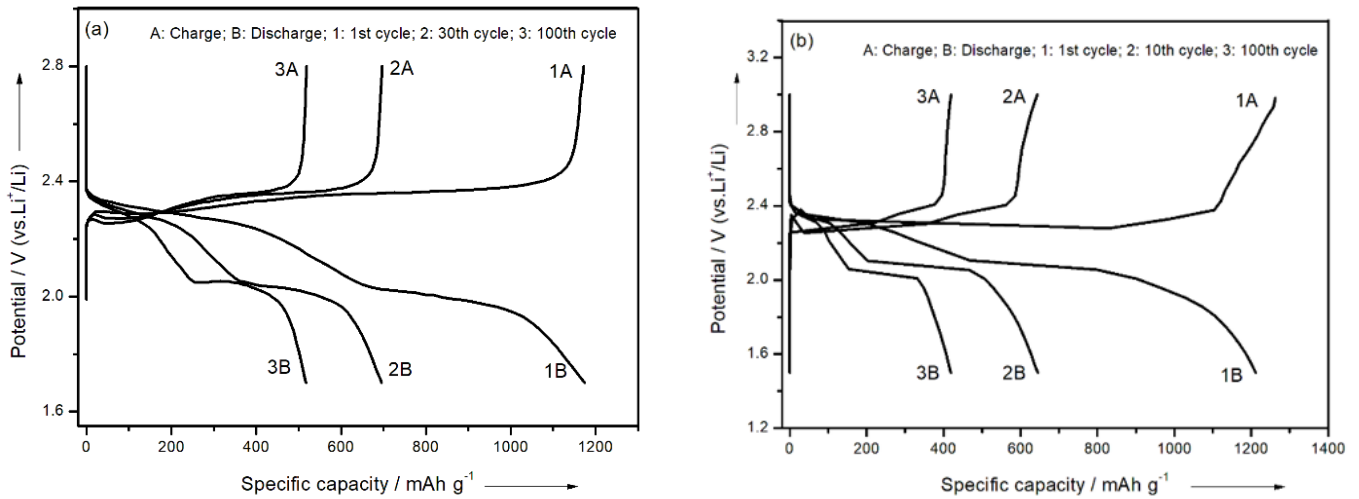 (a)
A: Charge; B: Discharge; 1: 1st cycle; 2: 30th cycle; 3: 100th cycle
2.8
2.4
2.0
1.6
3A
2A
1A
3B
2B
1B
0
200
400
600
800
1000
1200
Potential / V (vs.Li⁺/Li)
Specific capacity / mAh g⁻¹
(b)
A: Charge; B: Discharge; 1: 1st cycle; 2: 10th cycle; 3: 100th cycle
3.2
2.8
2.4
2.0
1.6
1.2
3A
2A
1A
3B
2B
1B
0
200
400
600
800
1000
1200
1400
Potential / V (vs.Li⁺/Li)
Specific capacity / mAh g⁻¹